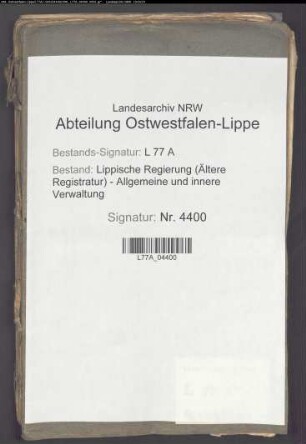 Landesarchiv NRW
Abteilung Ostwestfalen-Lippe
Bestands-Signatur: L 77 A
Bestand: Lippische Regierung (Ältere
Registratur) - Allgemeine und innere
Verwaltung
Signatur: Nr. 4400
L77A_04400